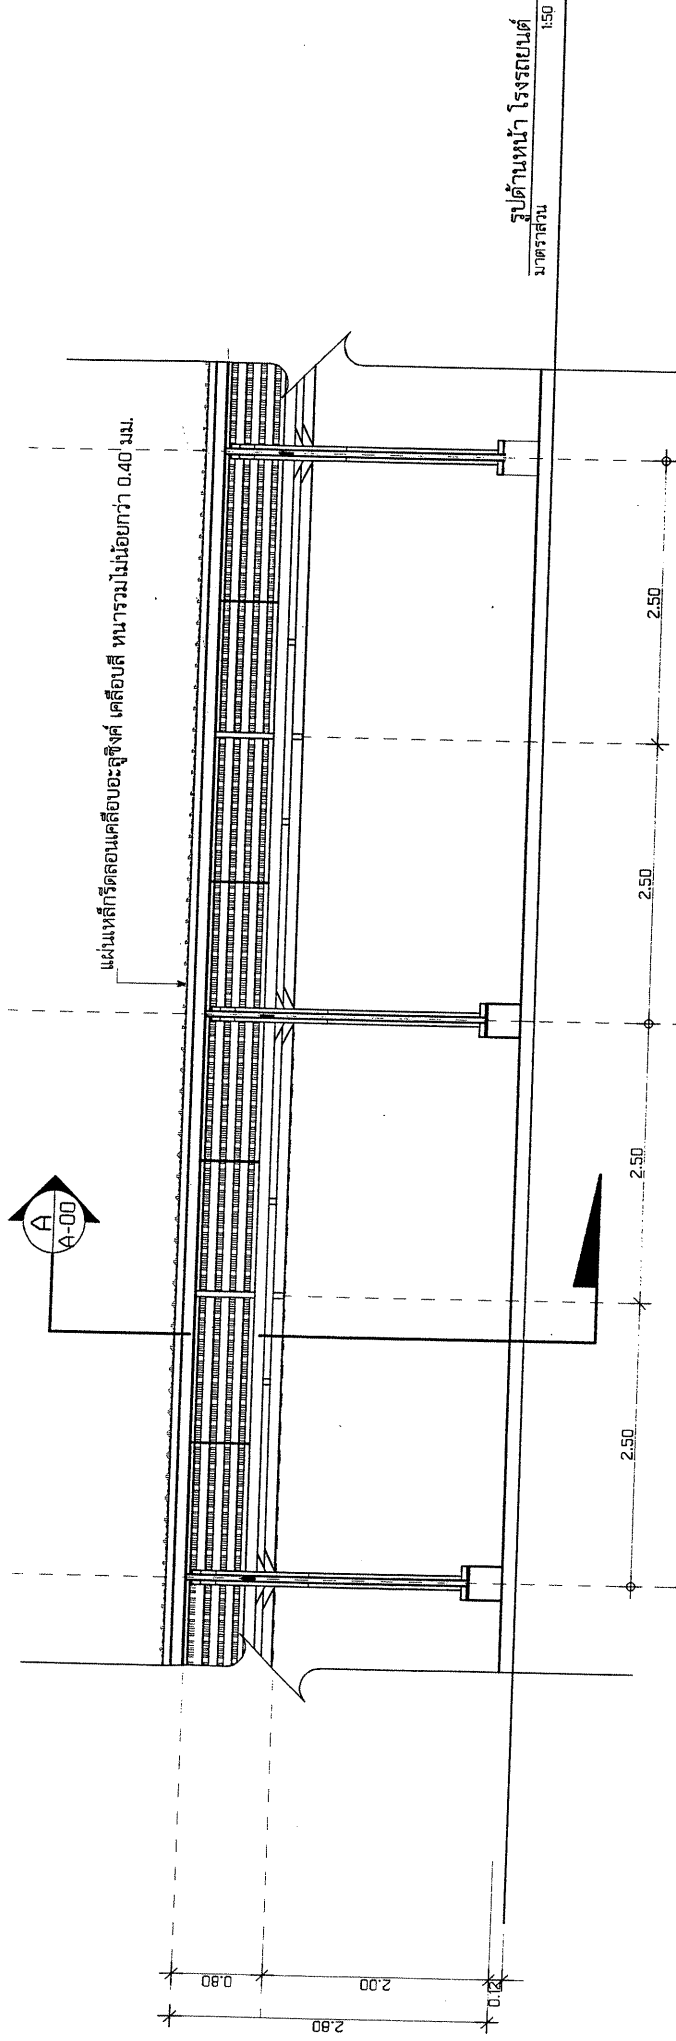 แผ่นเหล็กรีดลอนเคลือบอะลูซิงค์ เคลือบสี หนารวมไม่น้อยกว่า 0.40 มม.
A
A-00
0.80
2.00
2.80
0.12
2.50
2.50
2.50
2.50
รูปด้านหน้า โรงรถยนต์
มาตราส่วน 1:50